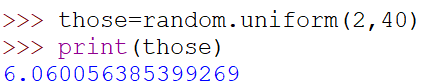 >>> those=random.uniform(2,40)
>>> print(those)
6.060056385399269